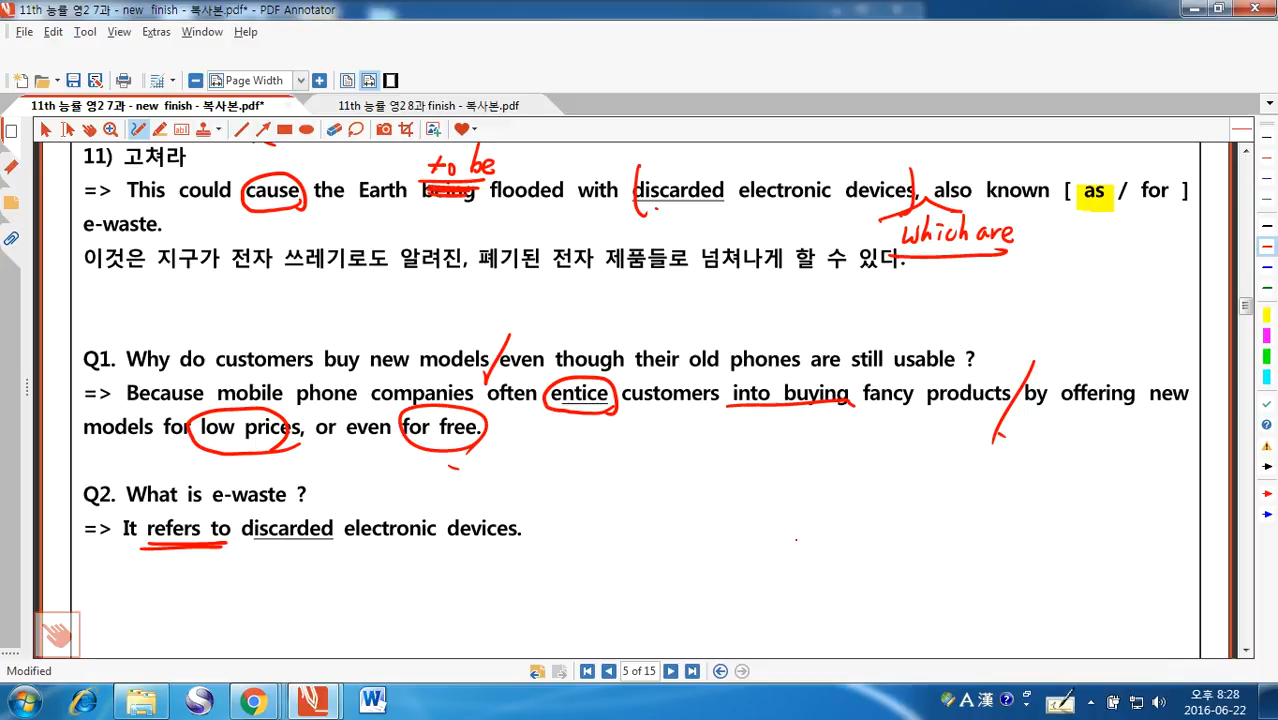 11th 능률 영2 7과 - new finish - 복사본.pdf* - PDF Annotator
File Edit Tool View Extras Window Help
Page Width
11th 능률 영2 7과 - new finish - 복사본.pdf* 11th 능률 영2 8과 finish - 복사본.pdf
11) 고쳐라
to be
=> This could cause the Earth being flooded with discarded electronic devices, also known [ as / for ]
e-waste.
which are
이것은 지구가 전자 쓰레기로도 알려진, 폐기된 전자 제품들로 넘쳐나게 할 수 있다.
Q1. Why do customers buy new models even though their old phones are still usable ?
=> Because mobile phone companies often entice customers into buying fancy products by offering new
models for low prices, or even for free.
Q2. What is e-waste ?
=> It refers to discarded electronic devices.
Modified
5 of 15
A 漢
오후 8:28
2016-06-22